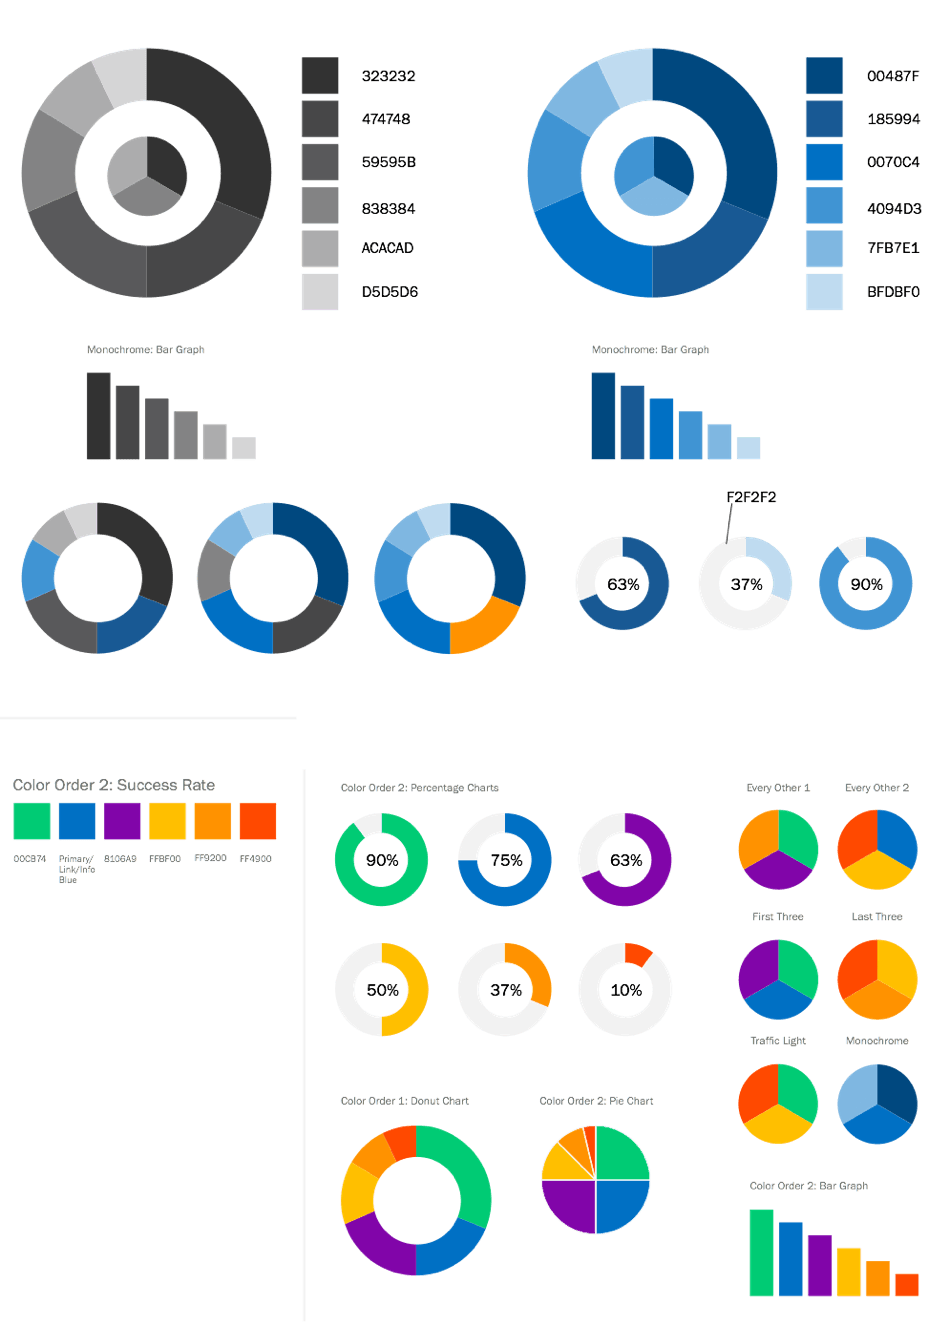 323232
474748
59595B
838384
ACACAD
D5D5D6
00487F
185994
0070C4
4094D3
7FB7E1
BFDBF0
Monochrome: Bar Graph
Monochrome: Bar Graph
F2F2F2
63%
37%
90%
Color Order 2: Success Rate
00CB74
Primary/
Link/Info
Blue
8106A9
FFBF00
FF9200
FF4900
Color Order 2: Percentage Charts
90%
75%
63%
50%
37%
10%
Color Order 1: Donut Chart
Color Order 2: Pie Chart
Every Other 1
Every Other 2
First Three
Last Three
Traffic Light
Monochrome
Color Order 2: Bar Graph